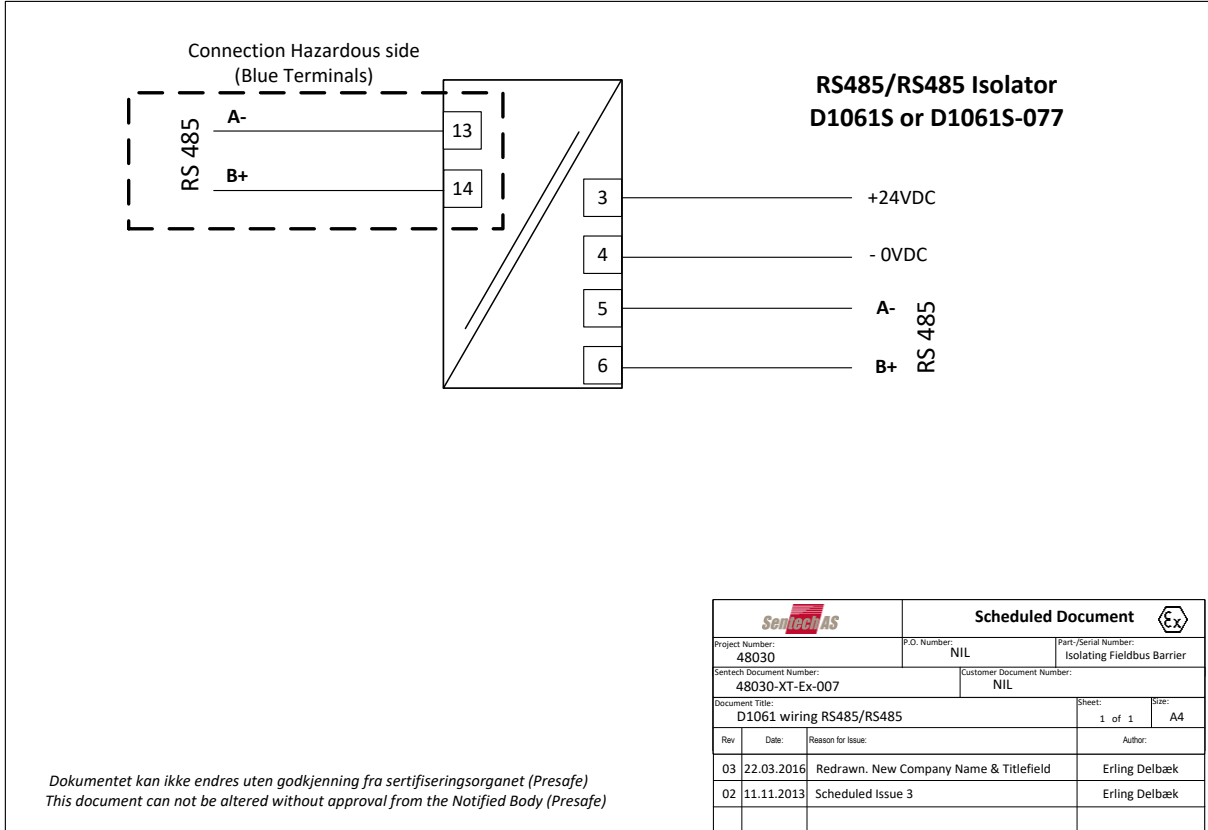 Connection Hazardous side
(Blue Terminals)
RS485/RS485 Isolator
D1061S or D1061S-077
RS 485
A-
13
B+
14
3
+24VDC
4
- 0VDC
5
A-
6
B+
RS 485
Sentech AS
Scheduled Document
Ex
Project Number:
48030
P.O. Number:
NIL
Part-/Serial Number:
Isolating Fieldbus Barrier
Sentech Document Number:
48030-XT-Ex-007
Customer Document Number:
NIL
Document Title:
D1061 wiring RS485/RS485
Sheet:
1 of 1
Size:
A4
Rev
Date:
Reason for Issue:
Author:
03 22.03.2016 Redrawn. New Company Name & Titlefield Erling Delbæk
02 11.11.2013 Scheduled Issue 3 Erling Delbæk
Dokumentet kan ikke endres uten godkjenning fra sertifiseringsorganet (Presafe)
This document can not be altered without approval from the Notified Body (Presafe)